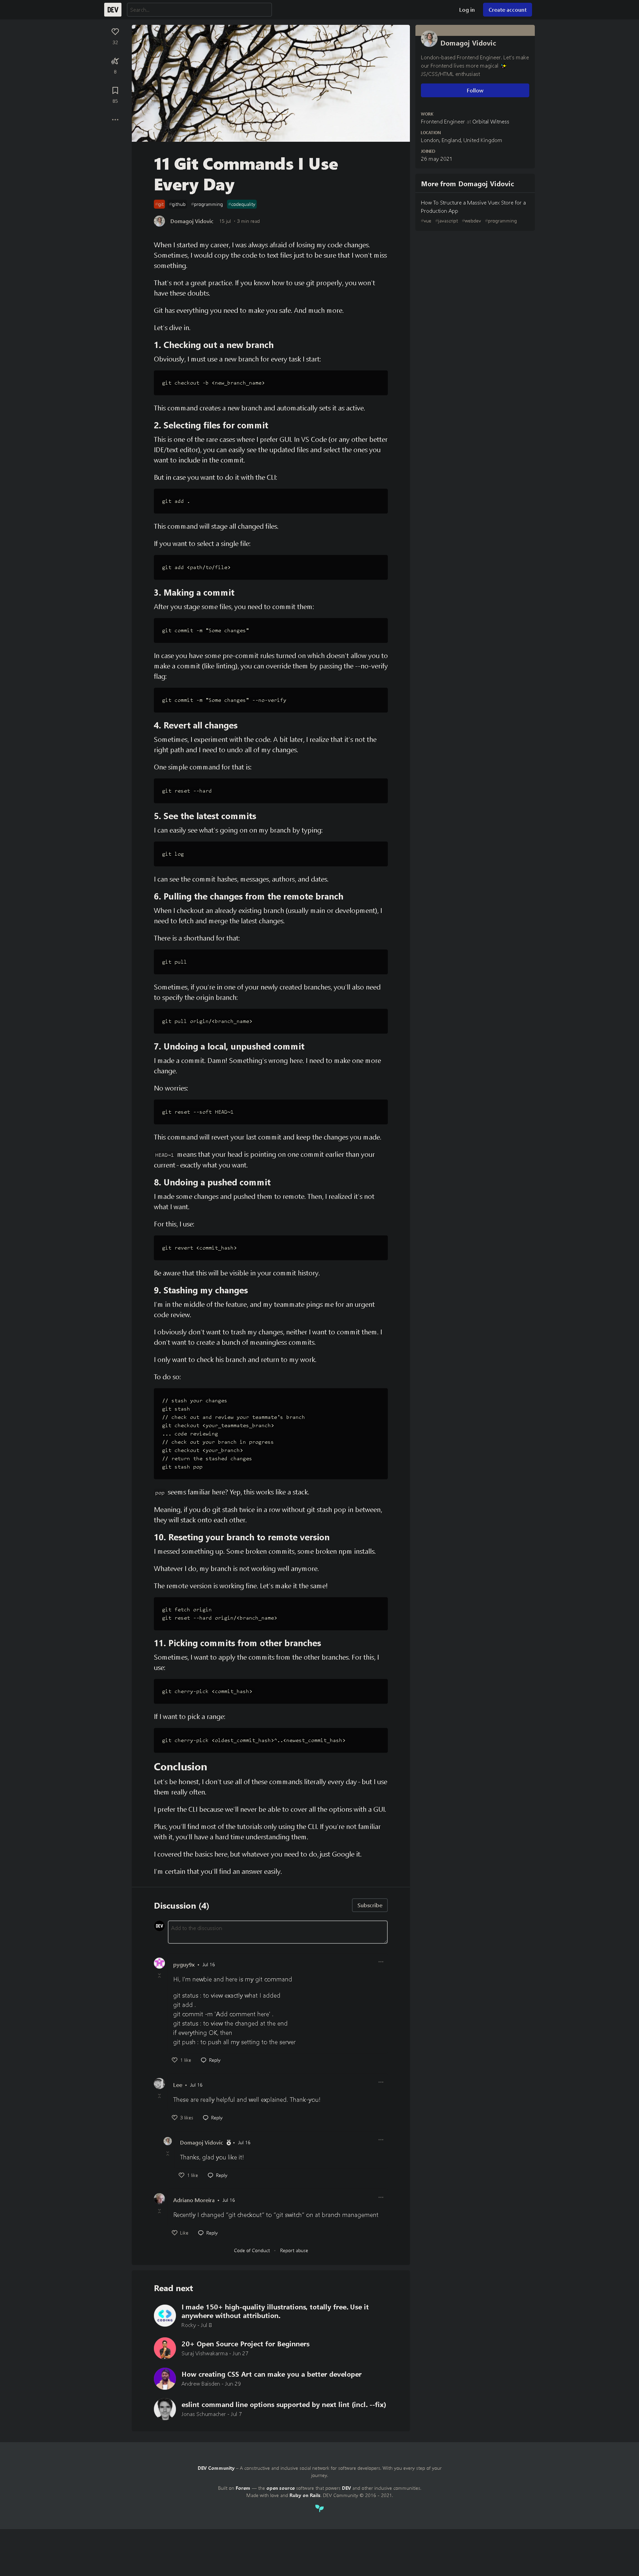 DEV
Search...
Log in
Create account
32
8
85
11 Git Commands I Use
Every Day
#git #github #programming #codequality
Domagoj Vidovic 15 jul ・3 min read
When I started my career, I was always afraid of losing my code changes.
Sometimes, I would copy the code to text files just to be sure that I won't miss
something.
That's not a great practice. If you know how to use git properly, you won't
have these doubts.
Git has everything you need to make you safe. And much more.
Let's dive in.
1. Checking out a new branch
Obviously, I must use a new branch for every task I start:
git checkout -b <new_branch_name>
This command creates a new branch and automatically sets it as active.
2. Selecting files for commit
This is one of the rare cases where I prefer GUI. In VS Code (or any other better
IDE/text editor), you can easily see the updated files and select the ones you
want to include in the commit.
But in case you want to do it with the CLI:
git add .
This command will stage all changed files.
If you want to select a single file:
git add <path/to/file>
3. Making a commit
After you stage some files, you need to commit them:
git commit -m "Some changes"
In case you have some pre-commit rules turned on which doesn't allow you to
make a commit (like linting), you can override them by passing the --no-verify
flag:
git commit -m "Some changes" --no-verify
4. Revert all changes
Sometimes, I experiment with the code. A bit later, I realize that it's not the
right path and I need to undo all of my changes.
One simple command for that is:
git reset --hard
5. See the latest commits
I can easily see what's going on on my branch by typing:
git log
I can see the commit hashes, messages, authors, and dates.
6. Pulling the changes from the remote branch
When I checkout an already existing branch (usually main or development), I
need to fetch and merge the latest changes.
There is a shorthand for that:
git pull
Sometimes, if you're in one of your newly created branches, you'll also need
to specify the origin branch:
git pull origin/<branch_name>
7. Undoing a local, unpushed commit
I made a commit. Damn! Something's wrong here. I need to make one more
change.
No worries:
git reset --soft HEAD~1
This command will revert your last commit and keep the changes you made.
HEAD~1 means that your head is pointing on one commit earlier than your
current - exactly what you want.
8. Undoing a pushed commit
I made some changes and pushed them to remote. Then, I realized it's not
what I want.
For this, I use:
git revert <commit_hash>
Be aware that this will be visible in your commit history.
9. Stashing my changes
I'm in the middle of the feature, and my teammate pings me for an urgent
code review.
I obviously don't want to trash my changes, neither I want to commit them. I
don't want to create a bunch of meaningless commits.
I only want to check his branch and return to my work.
To do so:
// stash your changes
git stash
// check out and review your teammate's branch
git checkout <your_teammates_branch>
... code reviewing
// check out your branch in progress
git checkout <your_branch>
// return the stashed changes
git stash pop
pop seems familiar here? Yep, this works like a stack.
Meaning, if you do git stash twice in a row without git stash pop in between,
they will stack onto each other.
10. Reseting your branch to remote version
I messed something up. Some broken commits, some broken npm installs.
Whatever I do, my branch is not working well anymore.
The remote version is working fine. Let's make it the same!
git fetch origin
git reset --hard origin/<branch_name>
11. Picking commits from other branches
Sometimes, I want to apply the commits from the other branches. For this, I
use:
git cherry-pick <commit_hash>
If I want to pick a range:
git cherry-pick <oldest_commit_hash>^..<newest_commit_hash>
Conclusion
Let's be honest, I don't use all of these commands literally every day - but I use
them really often.
I prefer the CLI because we'll never be able to cover all the options with a GUI.
Plus, you'll find most of the tutorials only using the CLI. If you're not familiar
with it, you'll have a hard time understanding them.
I covered the basics here, but whatever you need to do, just Google it.
I'm certain that you'll find an answer easily.
Discussion (4)
Subscribe
DEV
Add to the discussion
pyguy9x • Jul 16
Hi, I'm newbie and here is my git command
git status : to view exactly what I added
git add .
git commit -m 'Add comment here' .
git status : to view the changed at the end
if everything OK, then
git push : to push all my setting to the server
1 like Reply
Lee • Jul 16
These are really helpful and well explained. Thank-you!
3 likes Reply
Domagoj Vidovic • Jul 16
Thanks, glad you like it!
1 like Reply
Adriano Moreira • Jul 16
Recently I changed "git checkout" to "git switch" on at branch management
Like Reply
Code of Conduct • Report abuse
Read next
CODING
I made 150+ high-quality illustrations, totally free. Use it
anywhere without attribution.
Rocky - Jul 8
20+ Open Source Project for Beginners
Suraj Vishwakarma - Jun 27
How creating CSS Art can make you a better developer
Andrew Baisden - Jun 29
eslint command line options supported by next lint (incl. --fix)
Jonas Schumacher - Jul 7
Domagoj Vidovic
London-based Frontend Engineer. Let's make
our Frontend lives more magical
JS/CSS/HTML enthusiast
Follow
WORK
Frontend Engineer at Orbital Witness
LOCATION
London, England, United Kingdom
JOINED
26 may 2021
More from Domagoj Vidovic
How To Structure a Massive Vuex Store for a
Production App
#vue #javascript #webdev #programming
DEV Community – A constructive and inclusive social network for software developers. With you every step of your
journey.
Built on Forem — the open source software that powers DEV and other inclusive communities.
Made with love and Ruby on Rails. DEV Community © 2016 - 2021.